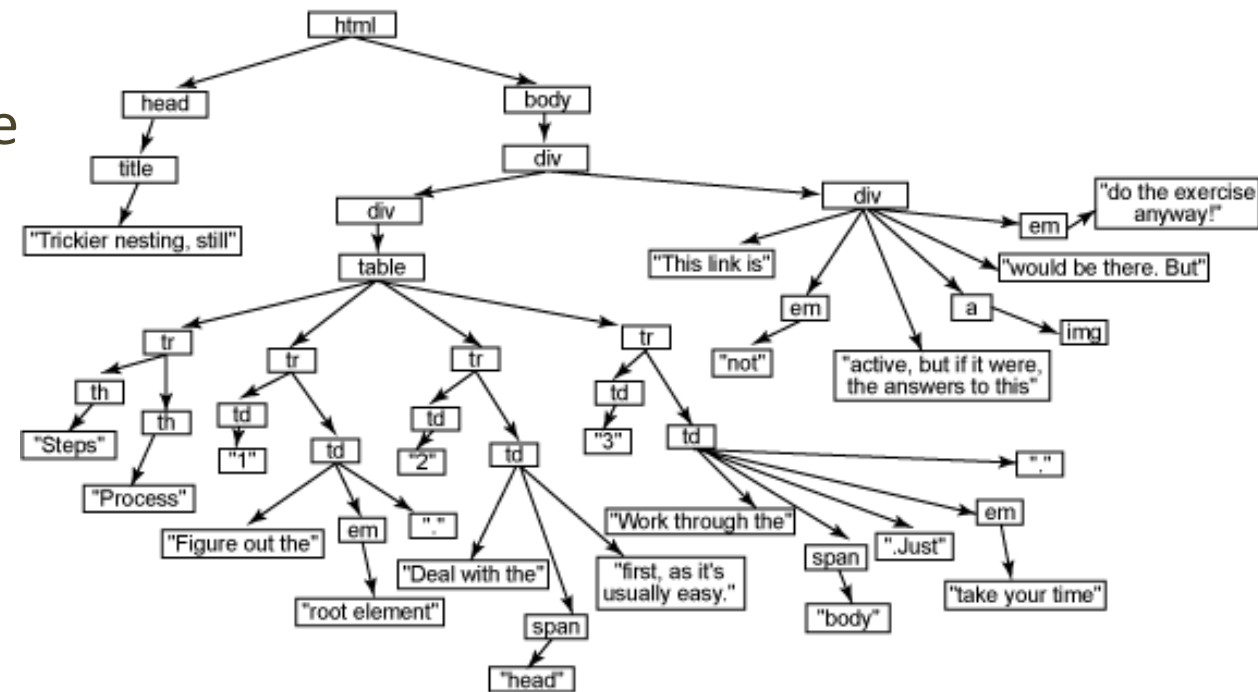 html
head
body
e
title
div
div
div
"do the exercise
anyway!"
"Trickier nesting, still"
em
table
"This link is"
"would be there. But"
em
a
img
tr
tr
tr
tr
"not"
"active, but if it were,
the answers to this"
th
th
td
td
td
"Steps"
"1"
td
"2"
td
"3"
td
"."
"Process"
"Figure out the"
em
"."
"Work through the"
em
"Deal with the"
"first, as it's
usually easy."
span
".Just"
"root element"
"take your time"
span
"body"
"head"